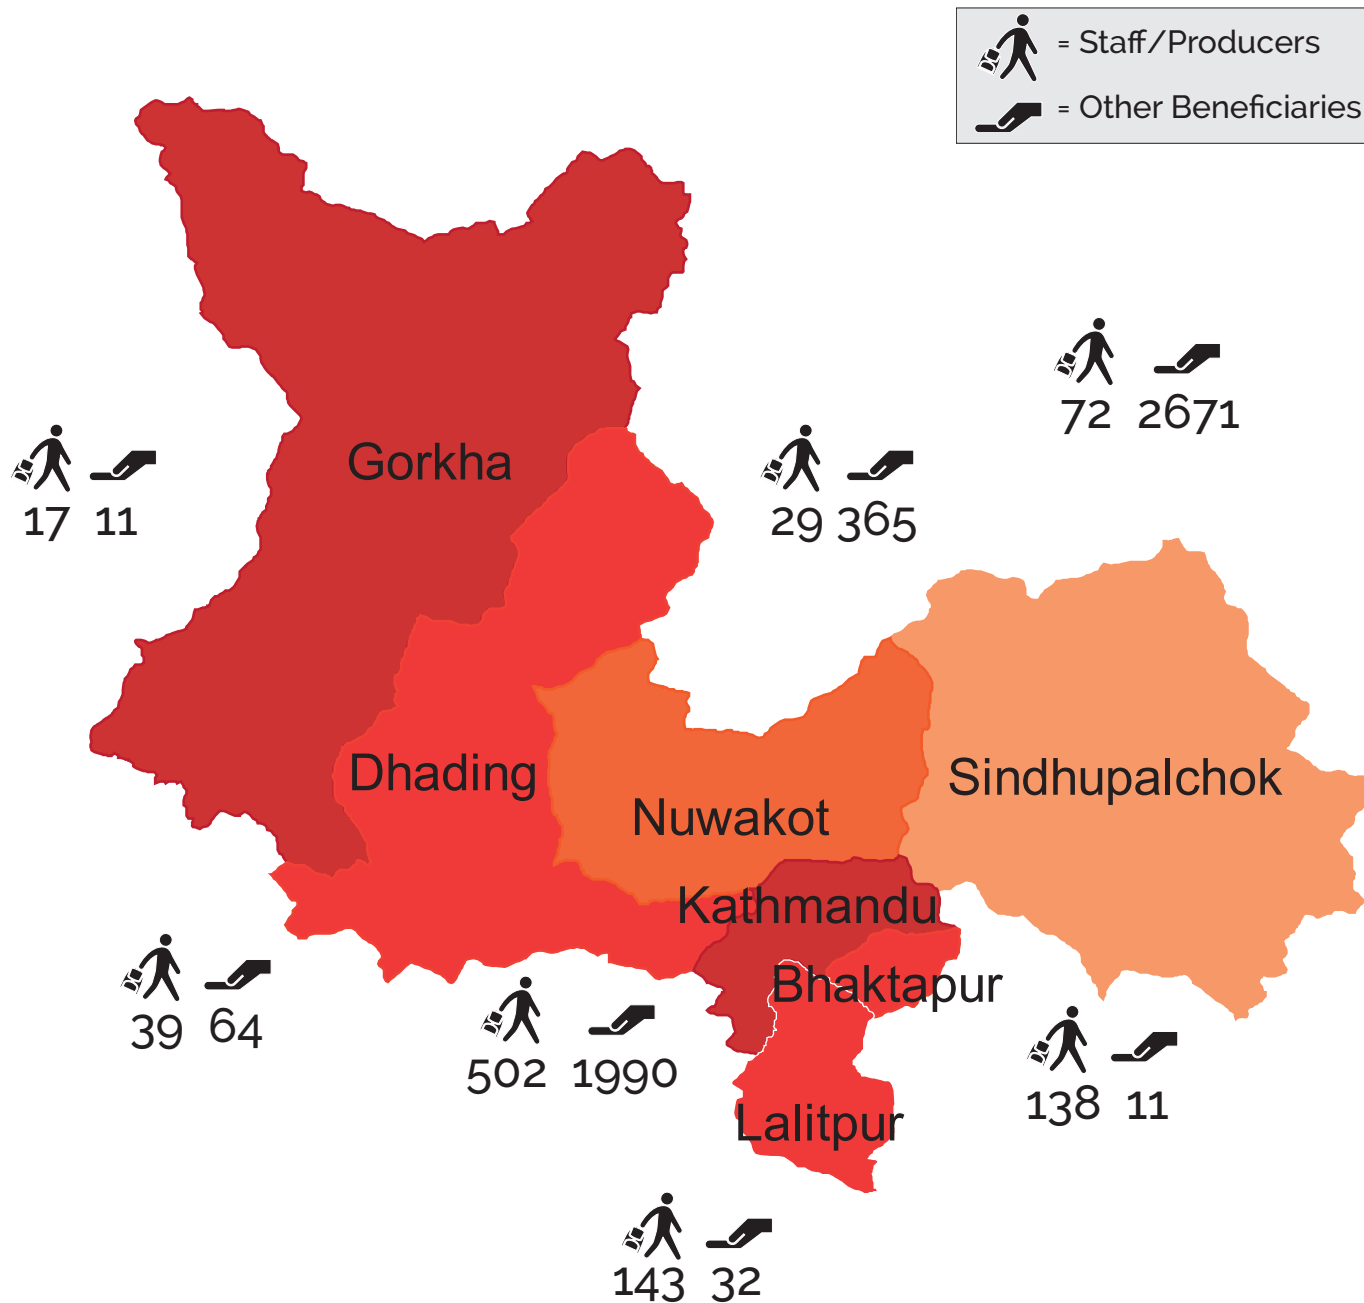 = Staff/Producers
= Other Beneficiaries
72 2671
17 11
Gorkha
29 365
Dhading
Nuwakot
Sindhupalchok
Kathmandu
Bhaktapur
39 64
502 1990
138 11
Lalitpur
143 32